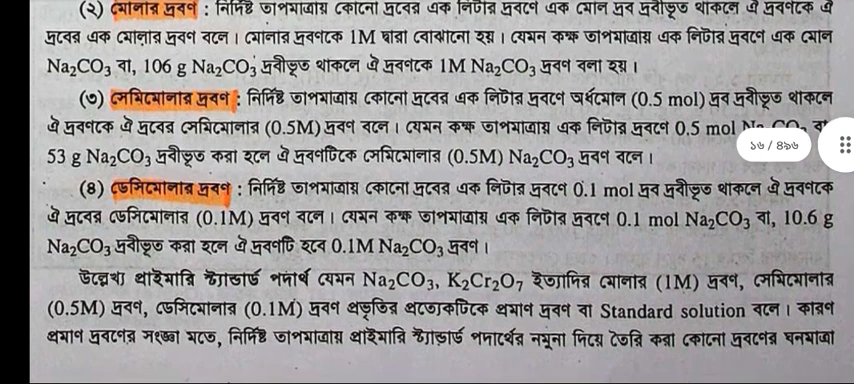 (২) মোলার দ্রবণ : নির্দিষ্ট তাপমাত্রায় কোনো দ্রবের এক লিটার দ্রবণে এক মোল দ্রব দ্রবীভূত থাকলে ঐ দ্রবণকে ঐ
দ্রবের এক মোলার দ্রবণ বলে। মোলার দ্রবণকে 1M দ্বারা বোঝানো হয়। যেমন কক্ষ তাপমাত্রায় এক লিটার দ্রবণে এক মোল
Na₂CO₃ বা, 106 g Na₂CO₃ দ্রবীভূত থাকলে ঐ দ্রবণকে 1M Na₂CO₃ দ্রবণ বলা হয়।
(৩) সেমিমোলার দ্রবণ : নির্দিষ্ট তাপমাত্রায় কোনো দ্রবের এক লিটার দ্রবণে অর্ধমোল (0.5 mol) দ্রব দ্রবীভূত থাকলে
ঐ দ্রবণকে ঐ দ্রবের সেমিমোলার (0.5M) দ্রবণ বলে। যেমন কক্ষ তাপমাত্রায় এক লিটার দ্রবণে 0.5 mol Na₂CO₃ বা
১৬ / ৪৯৬
53 g Na₂CO₃ দ্রবীভূত করা হলে ঐ দ্রবণটিকে সেমিমোলার (0.5M) Na₂CO₃ দ্রবণ বলে।
(৪) ডেসিমোলার দ্রবণ : নির্দিষ্ট তাপমাত্রায় কোনো দ্রবের এক লিটার দ্রবণে 0.1 mol দ্রব দ্রবীভূত থাকলে ঐ দ্রবণকে
ঐ দ্রবের ডেসিমোলার (0.1M) দ্রবণ বলে। যেমন কক্ষ তাপমাত্রায় এক লিটার দ্রবণে 0.1 mol Na₂CO₃ বা, 10.6 g
Na₂CO₃ দ্রবীভূত করা হলে ঐ দ্রবণটি হবে 0.1M Na₂CO₃ দ্রবণ।
উল্লেখ্য প্রাইমারি স্ট্যান্ডার্ড পদার্থ যেমন Na₂CO₃, K₂Cr₂O₇ ইত্যাদির মোলার (1M) দ্রবণ, সেমিমোলার
(0.5M) দ্রবণ, ডেসিমোলার (0.1M) দ্রবণ প্রভৃতির প্রত্যেকটিকে প্রমাণ দ্রবণ বা Standard solution বলে। কারণ
প্রমাণ দ্রবণের সংজ্ঞা মতে, নির্দিষ্ট তাপমাত্রায় প্রাইমারি স্ট্যান্ডার্ড পদার্থের নমুনা দিয়ে তৈরি করা কোনো দ্রবণের ঘনমাত্রা